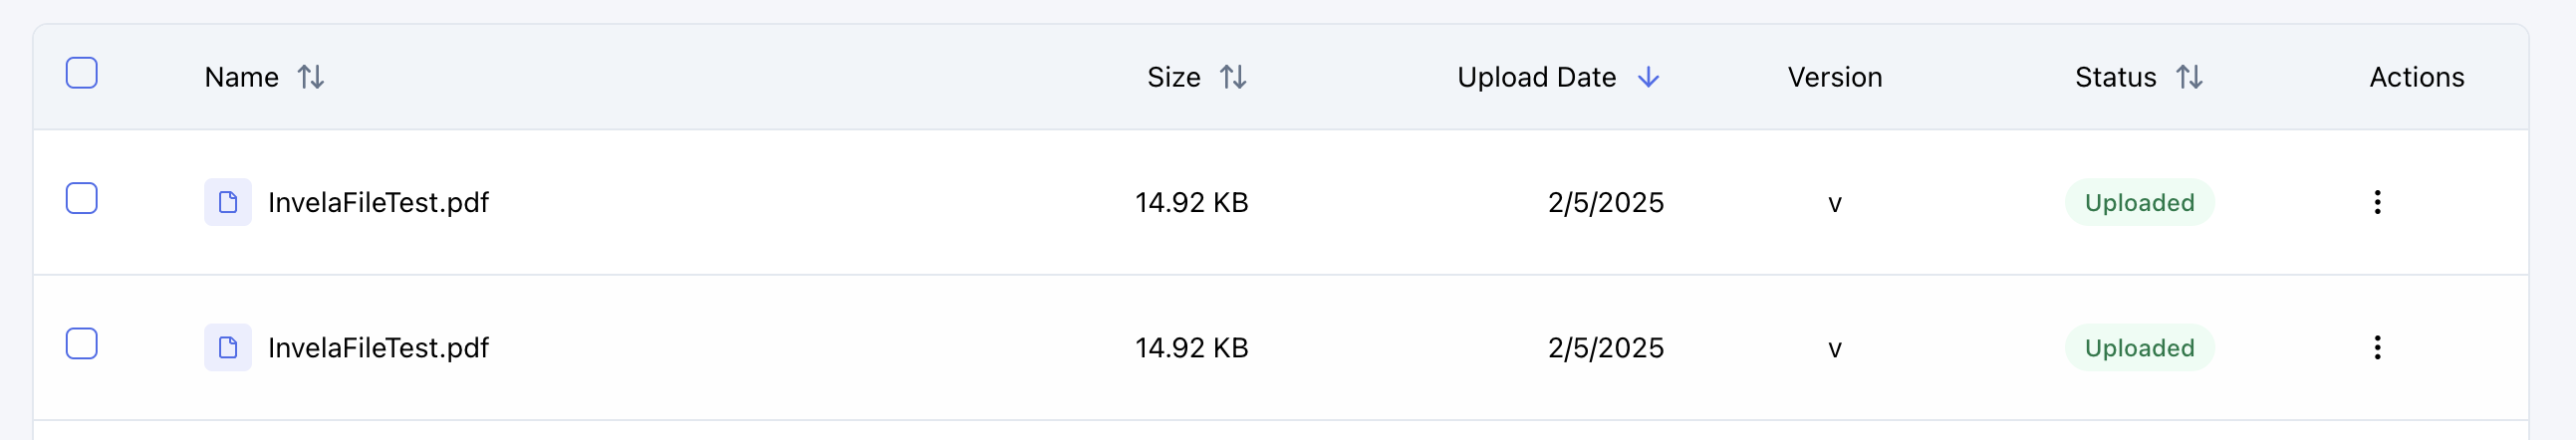 Name Size Upload Date Version Status Actions
InvelaFileTest.pdf 14.92 KB 2/5/2025 v Uploaded
InvelaFileTest.pdf 14.92 KB 2/5/2025 v Uploaded